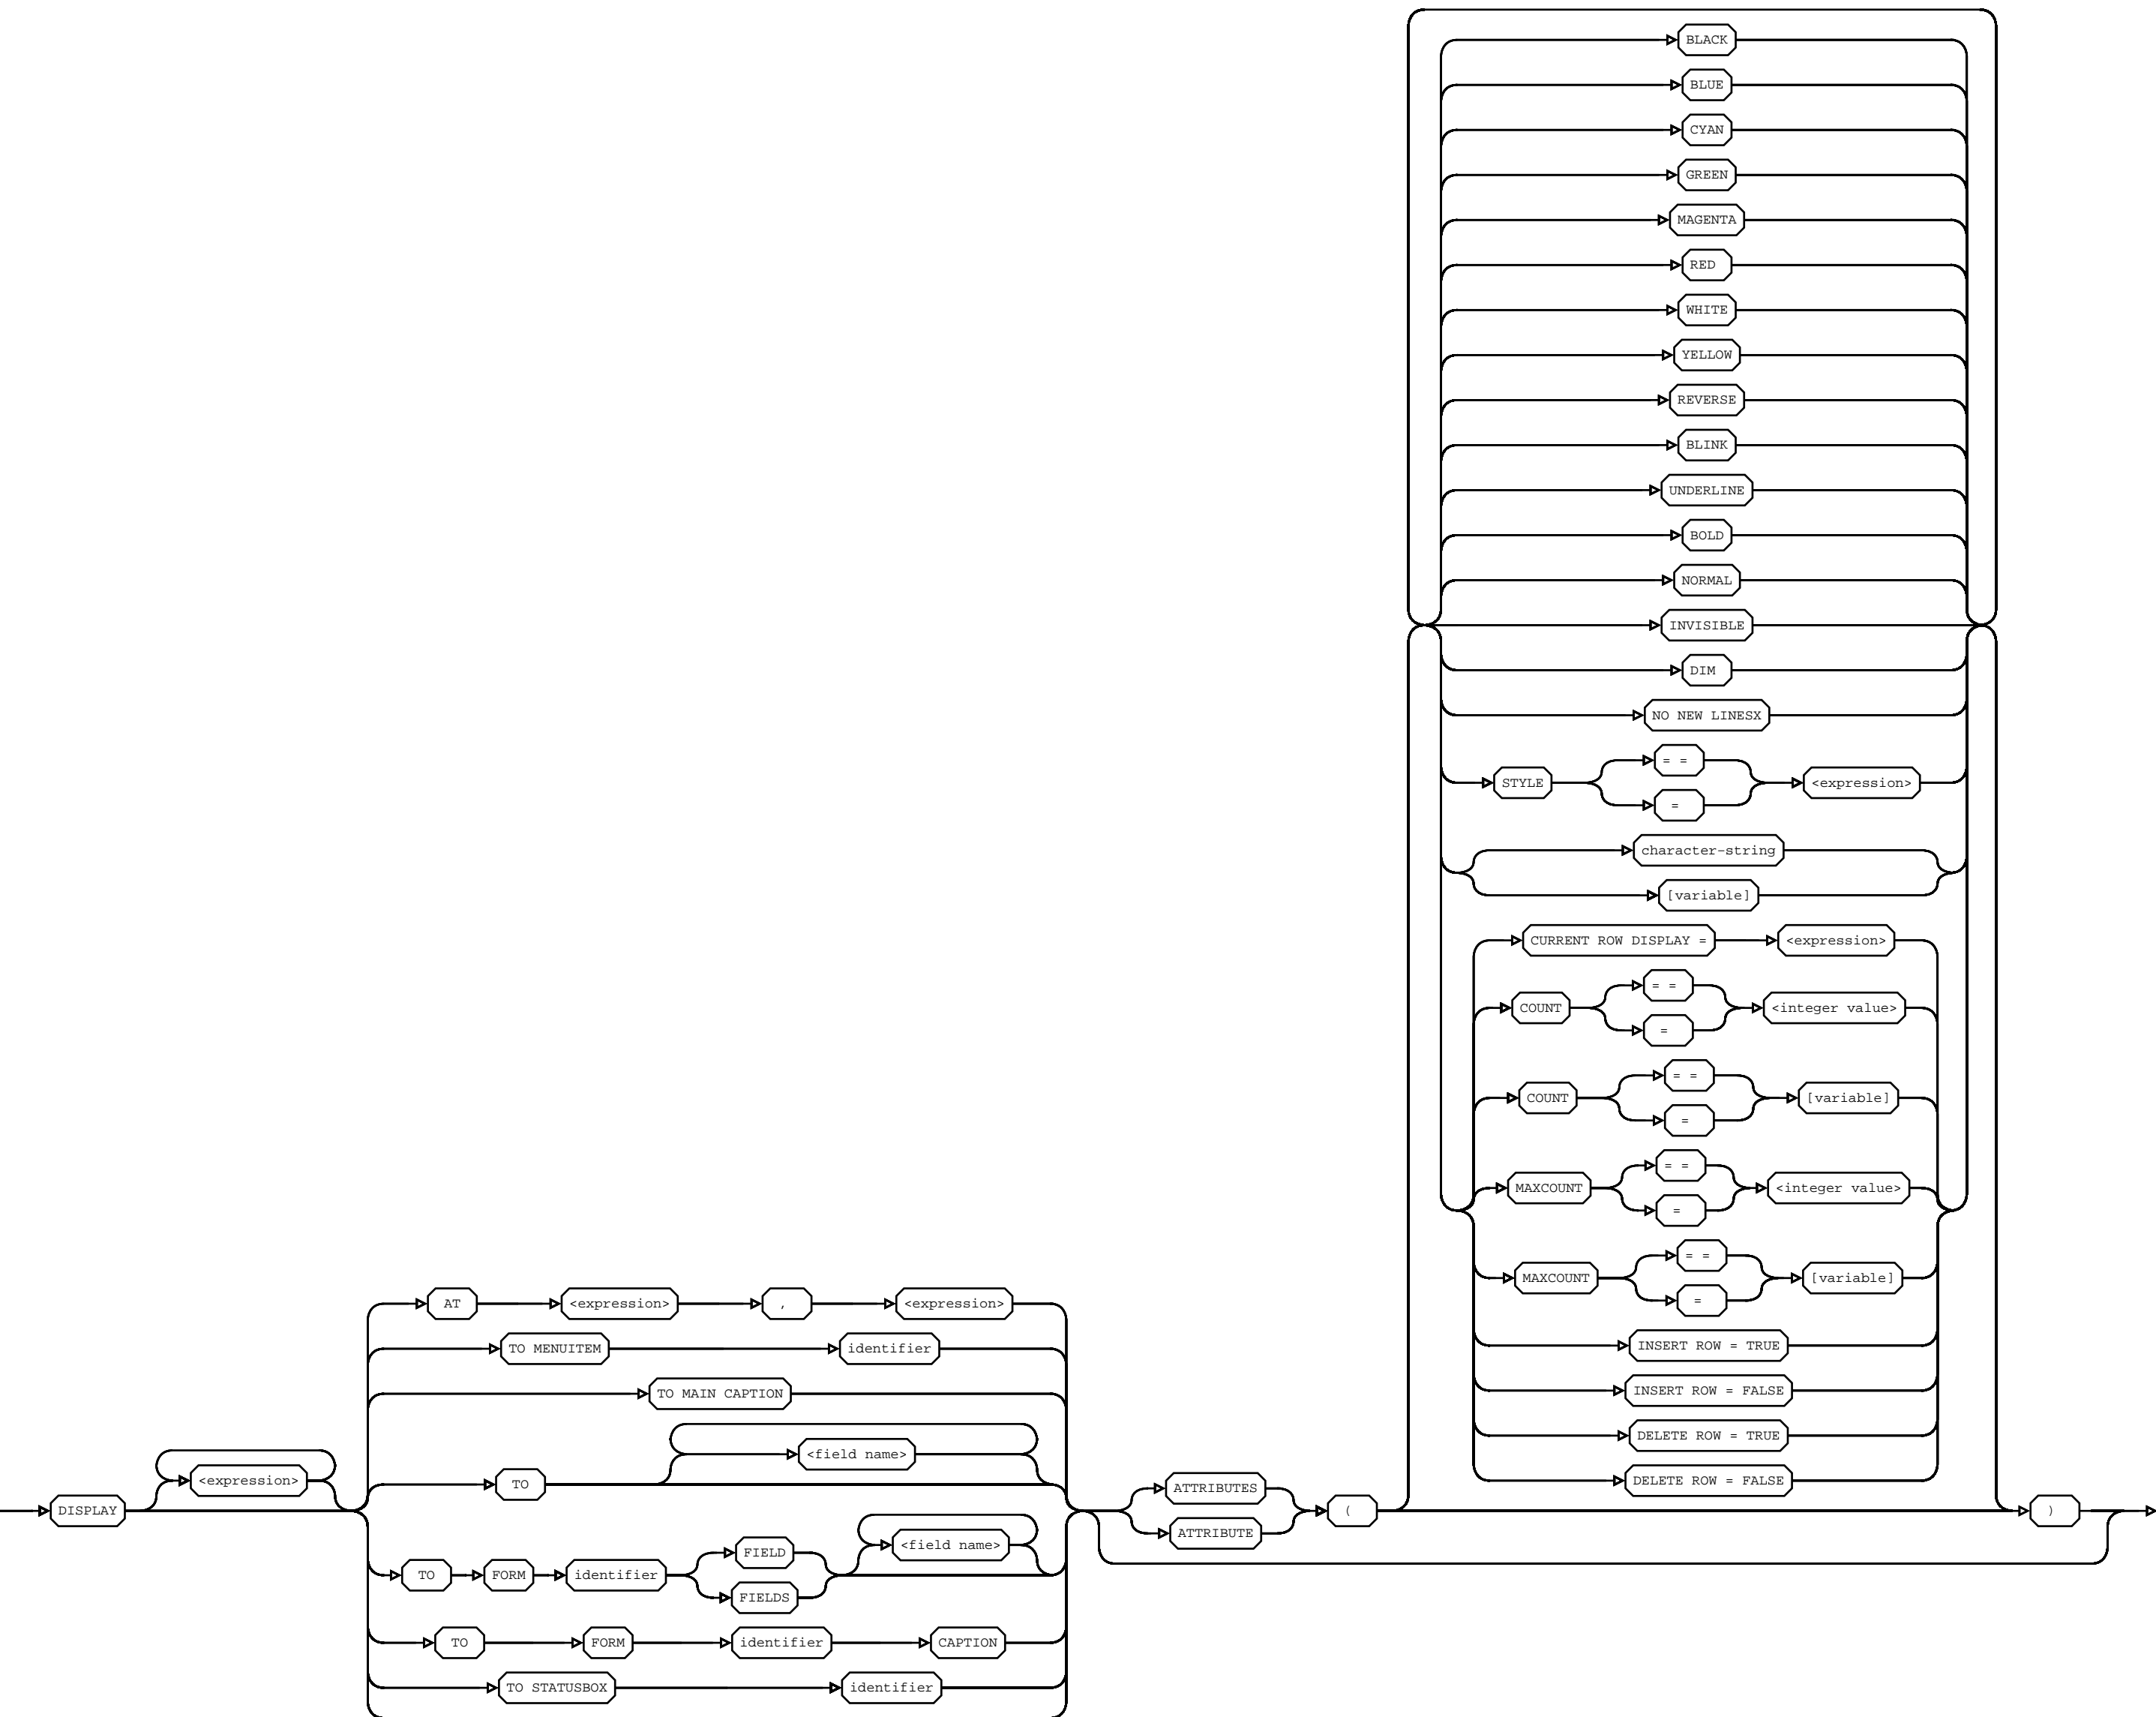 BLACK
BLUE
CYAN
GREEN
MAGENTA
RED
WHITE
YELLOW
REVERSE
BLINK
UNDERLINE
BOLD
NORMAL
INVISIBLE
DIM
NO NEW LINESX
= =
STYLE <expression>
=
character-string
[variable]
CURRENT ROW DISPLAY = <expression>
= =
COUNT <integer value>
=
= =
COUNT [variable]
=
= =
MAXCOUNT <integer value>
=
= =
MAXCOUNT [variable]
=
INSERT ROW = TRUE
INSERT ROW = FALSE
DELETE ROW = TRUE
DELETE ROW = FALSE
AT <expression> , <expression>
TO MENUITEM identifier
TO MAIN CAPTION
<field name>
TO
<expression>
DISPLAY
ATTRIBUTES
( )
ATTRIBUTE
<field name>
FIELD
TO FORM identifier
FIELDS
TO FORM identifier CAPTION
TO STATUSBOX identifier